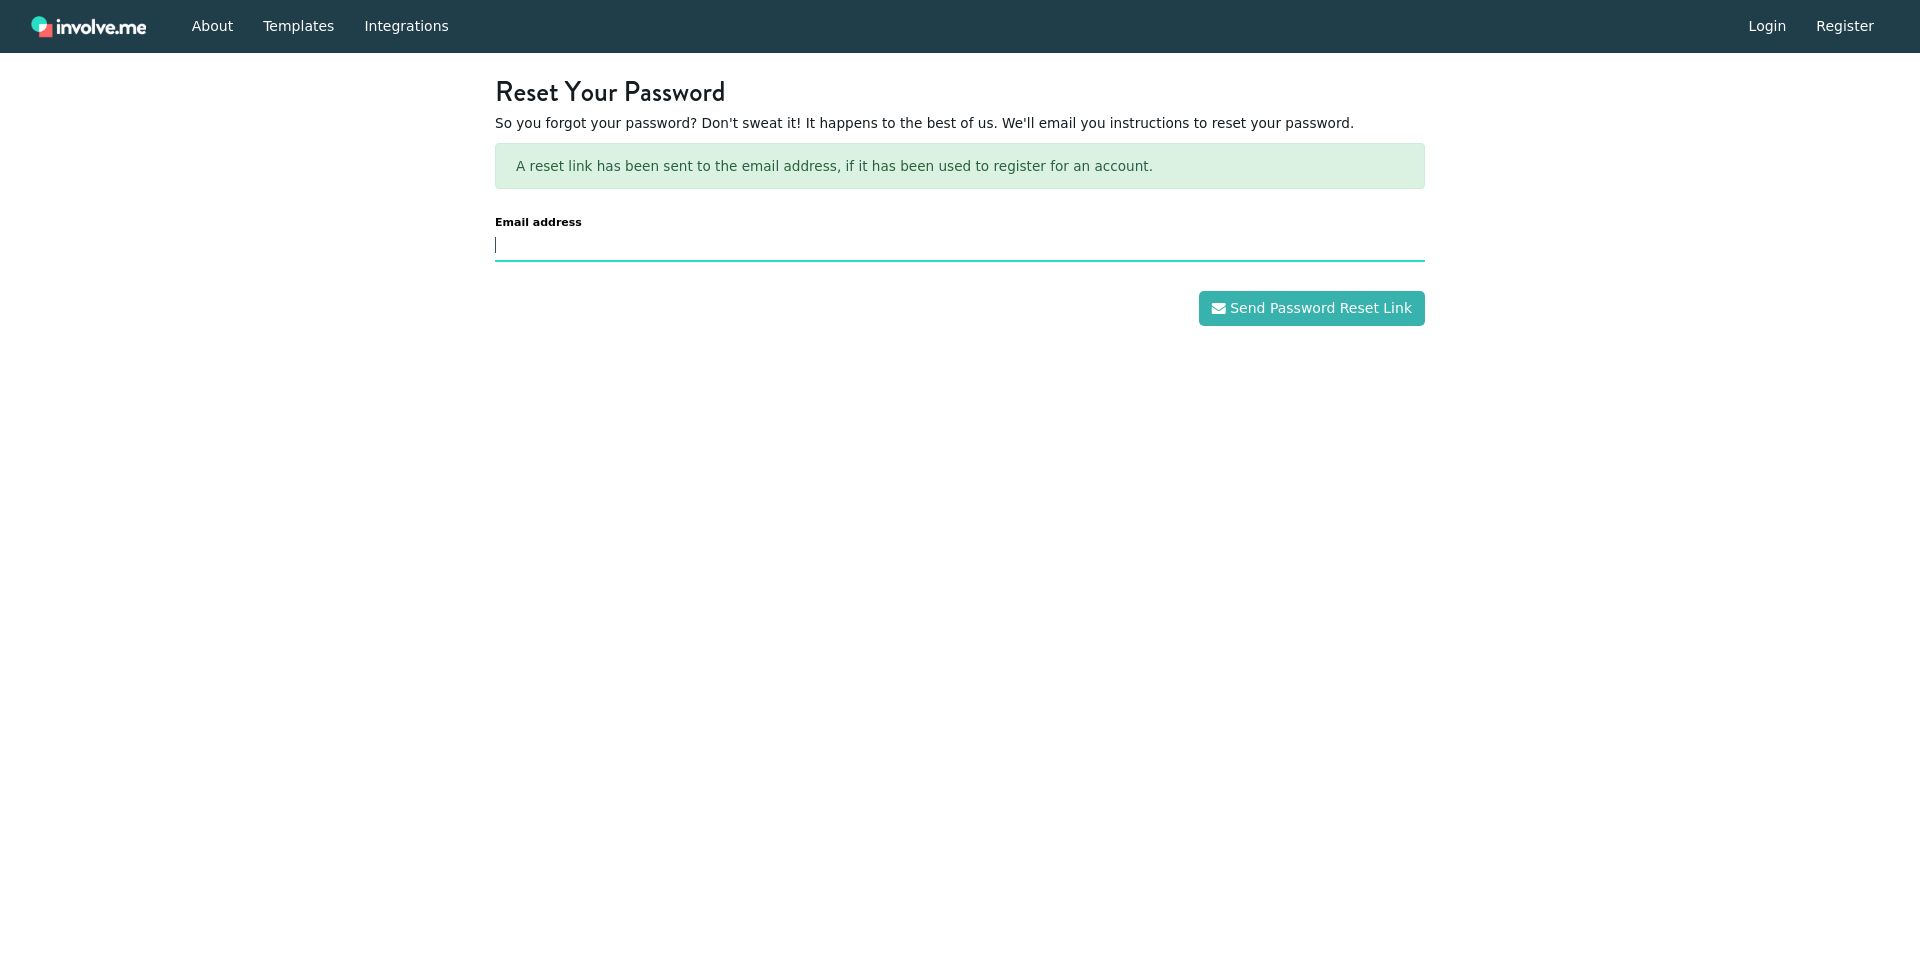 involve.me About Templates Integrations Login Register
Reset Your Password
So you forgot your password? Don't sweat it! It happens to the best of us. We'll email you instructions to reset your password.
A reset link has been sent to the email address, if it has been used to register for an account.
Email address
Send Password Reset Link